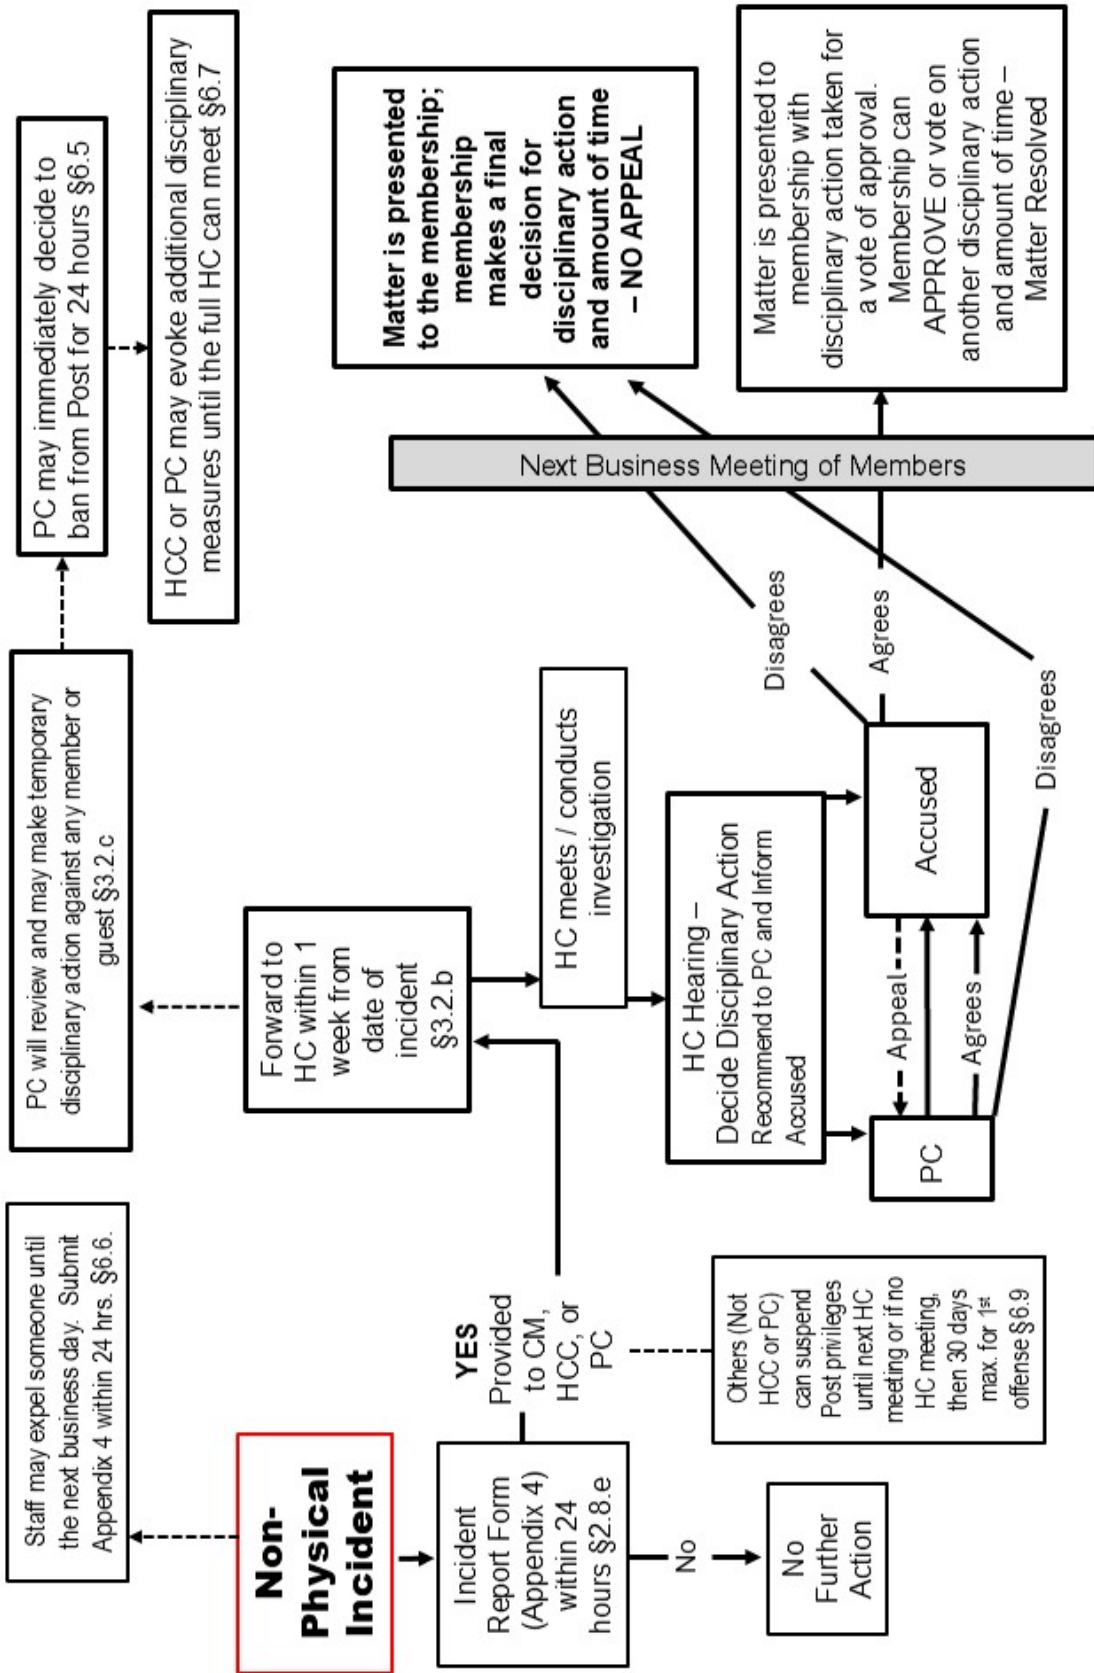 Staff may expel someone until
the next business day. Submit
Appendix 4 within 24 hrs. §6.6.
Non-
Physical
Incident
Incident
Report Form
(Appendix 4)
within 24
hours §2.8.e
No
No
Further
Action
YES
Provided
to CM,
HCC, or
PC
Others (Not
HCC or PC)
can suspend
Post privileges
until next HC
meeting or if no
HC meeting,
then 30 days
max. for 1st
offense §6.9
PC will review and may make temporary
disciplinary action against any member or
guest §3.2.c
Forward to
HC within 1
week from
date of
incident
§3.2.b
HC meets / conducts
investigation
HC Hearing –
Decide Disciplinary Action
Recommend to PC and Inform
Accused
PC
Appeal
Agrees
Accused
Disagrees
Agrees
Disagrees
PC may immediately decide to
ban from Post for 24 hours §6.5
HCC or PC may evoke additional disciplinary
measures until the full HC can meet §6.7
Next Business Meeting of Members
Matter is presented
to the membership;
membership
makes a final
decision for
disciplinary action
and amount of time
– NO APPEAL
Matter is presented to
membership with
disciplinary action taken for
a vote of approval.
Membership can
APPROVE or vote on
another disciplinary action
and amount of time –
Matter Resolved